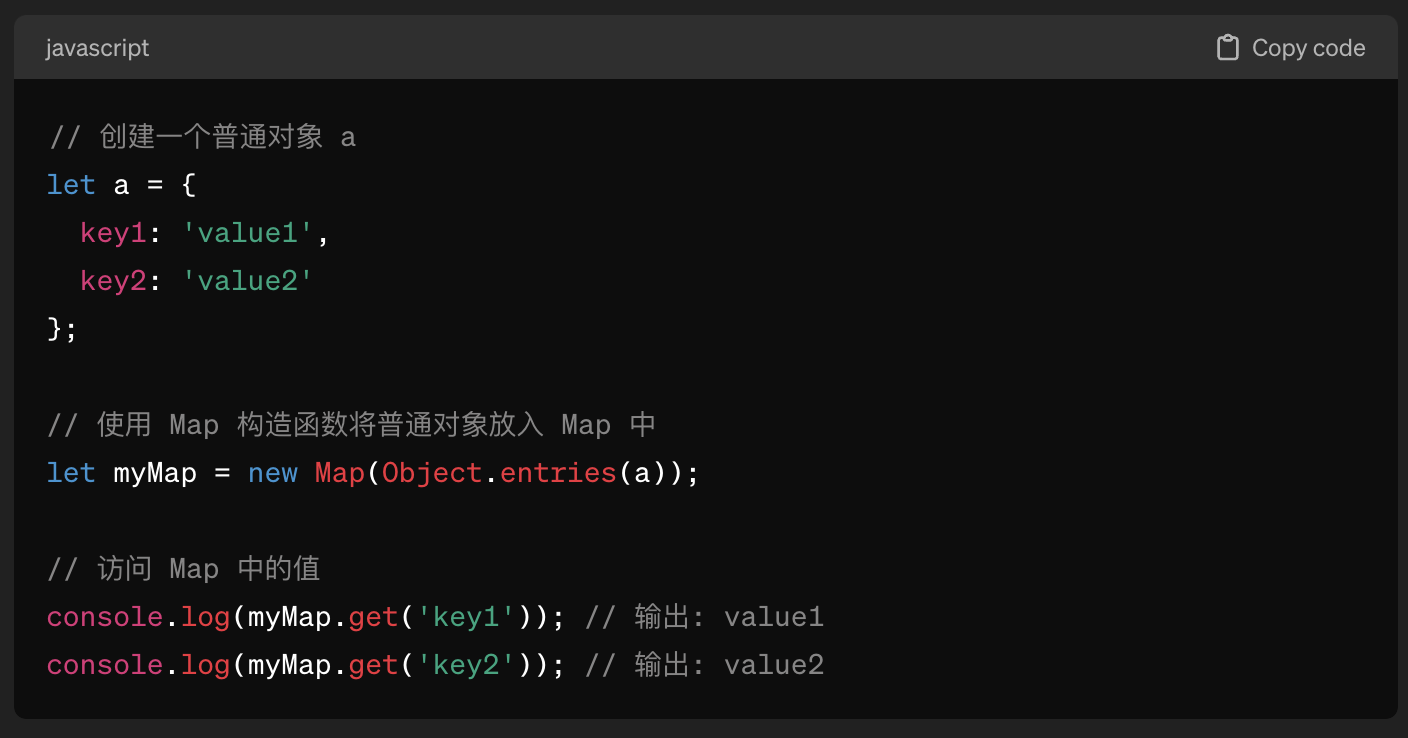 javascript
Copy code
// 创建一个普通对象 a
let a = {
  key1: 'value1',
  key2: 'value2'
};
// 使用 Map 构造函数将普通对象放入 Map 中
let myMap = new Map(Object.entries(a));
// 访问 Map 中的值
console.log(myMap.get('key1')); // 输出: value1
console.log(myMap.get('key2')); // 输出: value2